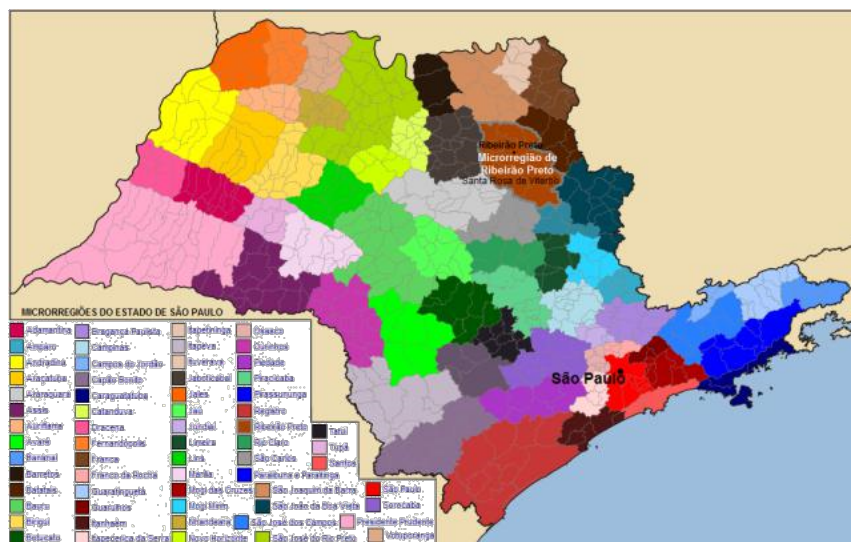 Ribeirão Preto
Microrregião de
Ribeirão Preto
Santa Rosa de Viterbo
São Paulo
MICRORREGIÕES DO ESTADO DE SÃO PAULO
Adamantina
Amparo
Andradina
Araçatuba
Araraquara
Assis
Auriflama
Avaré
Bananal
Barretos
Batatais
Bauru
Birigui
Botucatu
Bragança Paulista
Campinas
Campos do Jordão
Capão Bonito
Caraguatatuba
Catanduva
Dracena
Fernandópolis
Franca
Franco da Rocha
Guaratinguetá
Guarulhos
Itanhaém
Itapecerica da Serra
Itapetininga
Itapeva
Ituverava
Jaboticabal
Jales
Jaú
Jundiaí
Limeira
Lins
Marília
Mogi das Cruzes
Mogi Mirim
Nhandeara
Novo Horizonte
Osasco
Ourinhos
Piedade
Piracicaba
Pirassununga
Registro
Ribeirão Preto
Rio Claro
São Carlos
Paraibuna e Paraitinga
São Joaquim da Barra
São João da Boa Vista
São José dos Campos
São José do Rio Preto
Tatuí
Tupã
Santos
São Paulo
Sorocaba
Presidente Prudente
Votuporanga